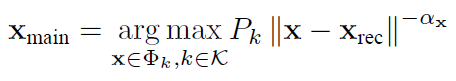 x_main = arg max_{x∈Φ_k, k∈𝒦} P_k ‖x − x_rec‖^{−α_x}